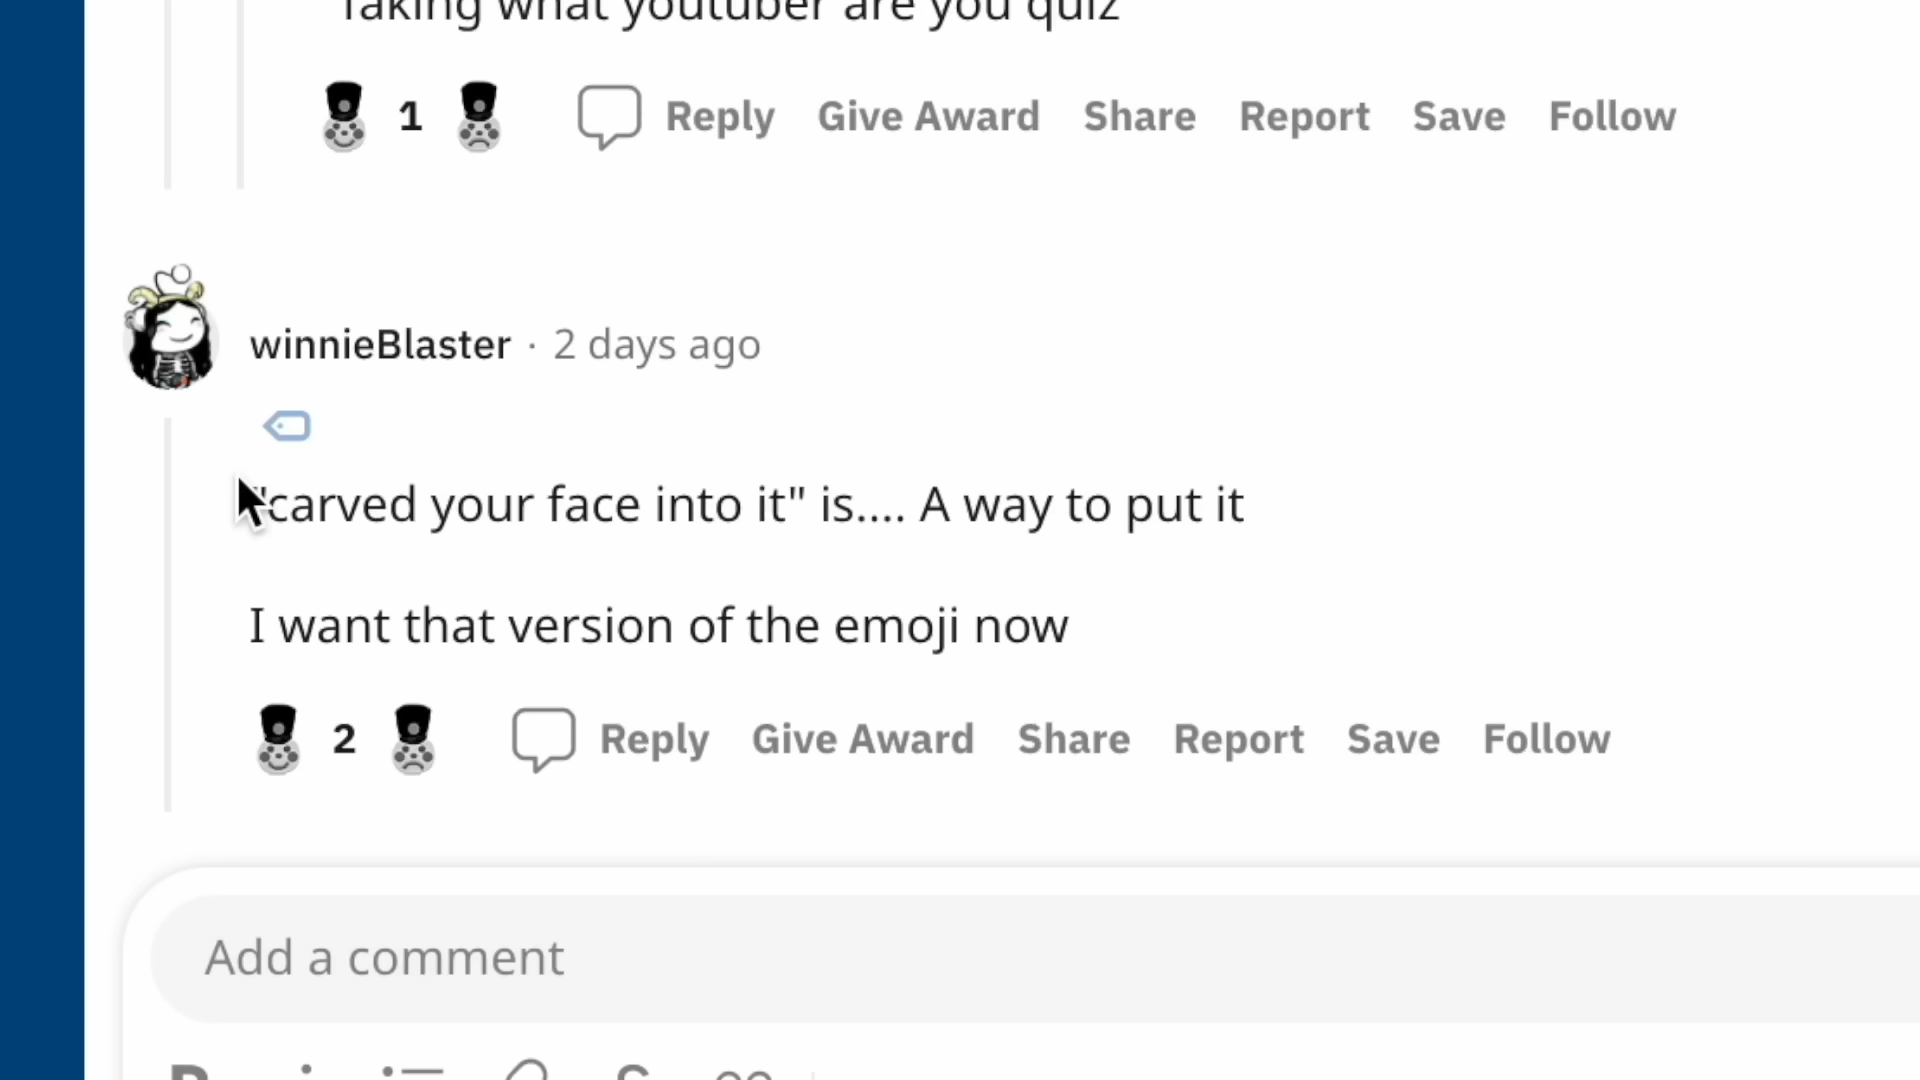 Taking what youtuber are you quiz
1 Reply Give Award Share Report Save Follow
winnieBlaster · 2 days ago
"carved your face into it" is.... A way to put it
I want that version of the emoji now
2 Reply Give Award Share Report Save Follow
Add a comment